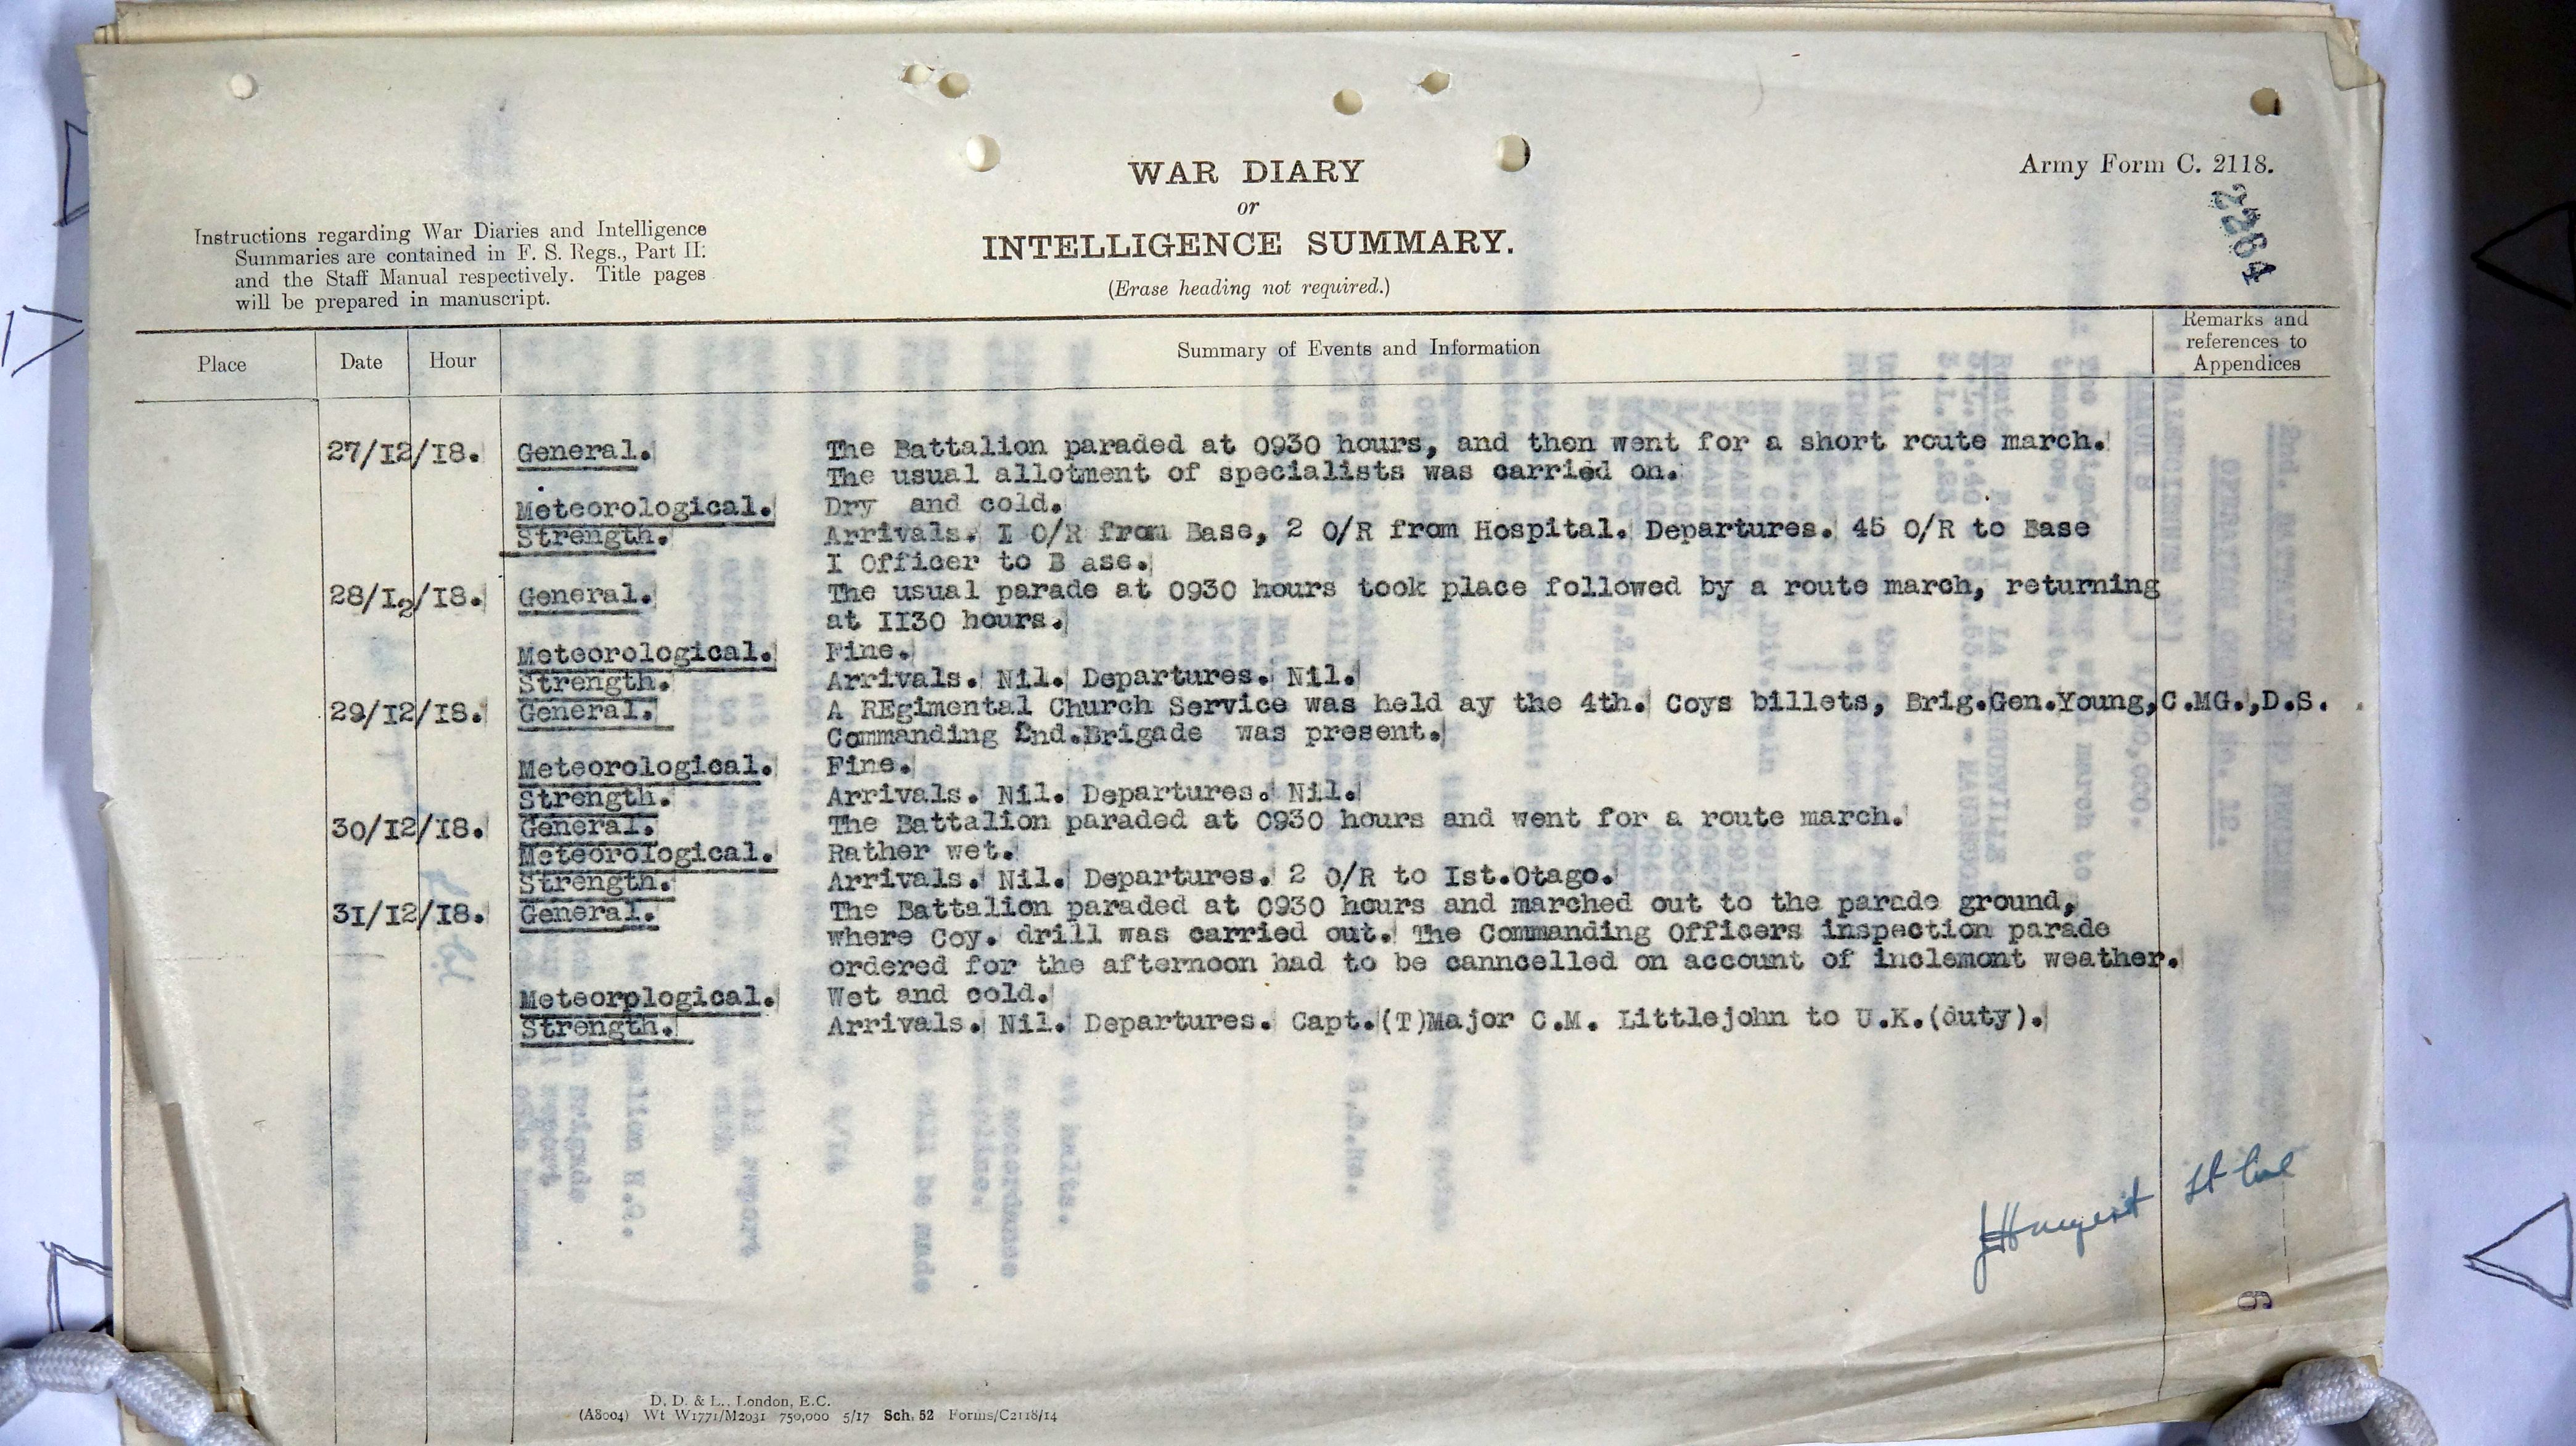 WAR DIARY
or
INTELLIGENCE SUMMARY.
(Erase heading not required.)
Army Form C. 2118.
2264
Instructions regarding War Diaries and Intelligence
Summaries are contained in F. S. Regs., Part II.
and the Staff Manual respectively. Title pages
will be prepared in manuscript.
Place Date Hour Summary of Events and Information Remarks and references to Appendices
27/I2/I8. General. The Battalion paraded at 0930 hours, and then went for a short route march.
The usual allotment of specialists was carried on.
Meteorological. Dry and cold.
Strength. Arrivals. I O/R from Base, 2 O/R from Hospital. Departures. 45 O/R to Base
I Officer to B ase.
28/I2/I8. General. The usual parade at 0930 hours took place followed by a route march, returning
at II30 hours.
Meteorological. Fine.
Strength. Arrivals. Nil. Departures. Nil.
29/I2/I8. General. A REgimental Church Service was held ay the 4th. Coys billets, Brig.Gen.Young,C.MG.,D.S.
Commanding 2nd.Brigade was present.
Meteorological. Fine.
Strength. Arrivals. Nil. Departures. Nil.
30/I2/I8. General. The Battalion paraded at 0930 hours and went for a route march.
Meteorological. Rather wet.
Strength. Arrivals. Nil. Departures. 2 O/R to Ist.Otago.
3I/I2/I8. General. The Battalion paraded at 0930 hours and marched out to the parade ground,
where Coy. drill was carried out. The Commanding Officers inspection parade
ordered for the afternoon had to be canncelled on account of inclemont weather.
Meteorplogical. Wet and cold.
Strength. Arrivals. Nil. Departures. Capt.(T)Major C.M. Littlejohn to U.K.(duty).
JHargest Lt Col
9
D. D. & L., London, E.C.
(A8004) Wt W1771/M2031 750,000 5/17 Sch. 52 Forms/C2118/14